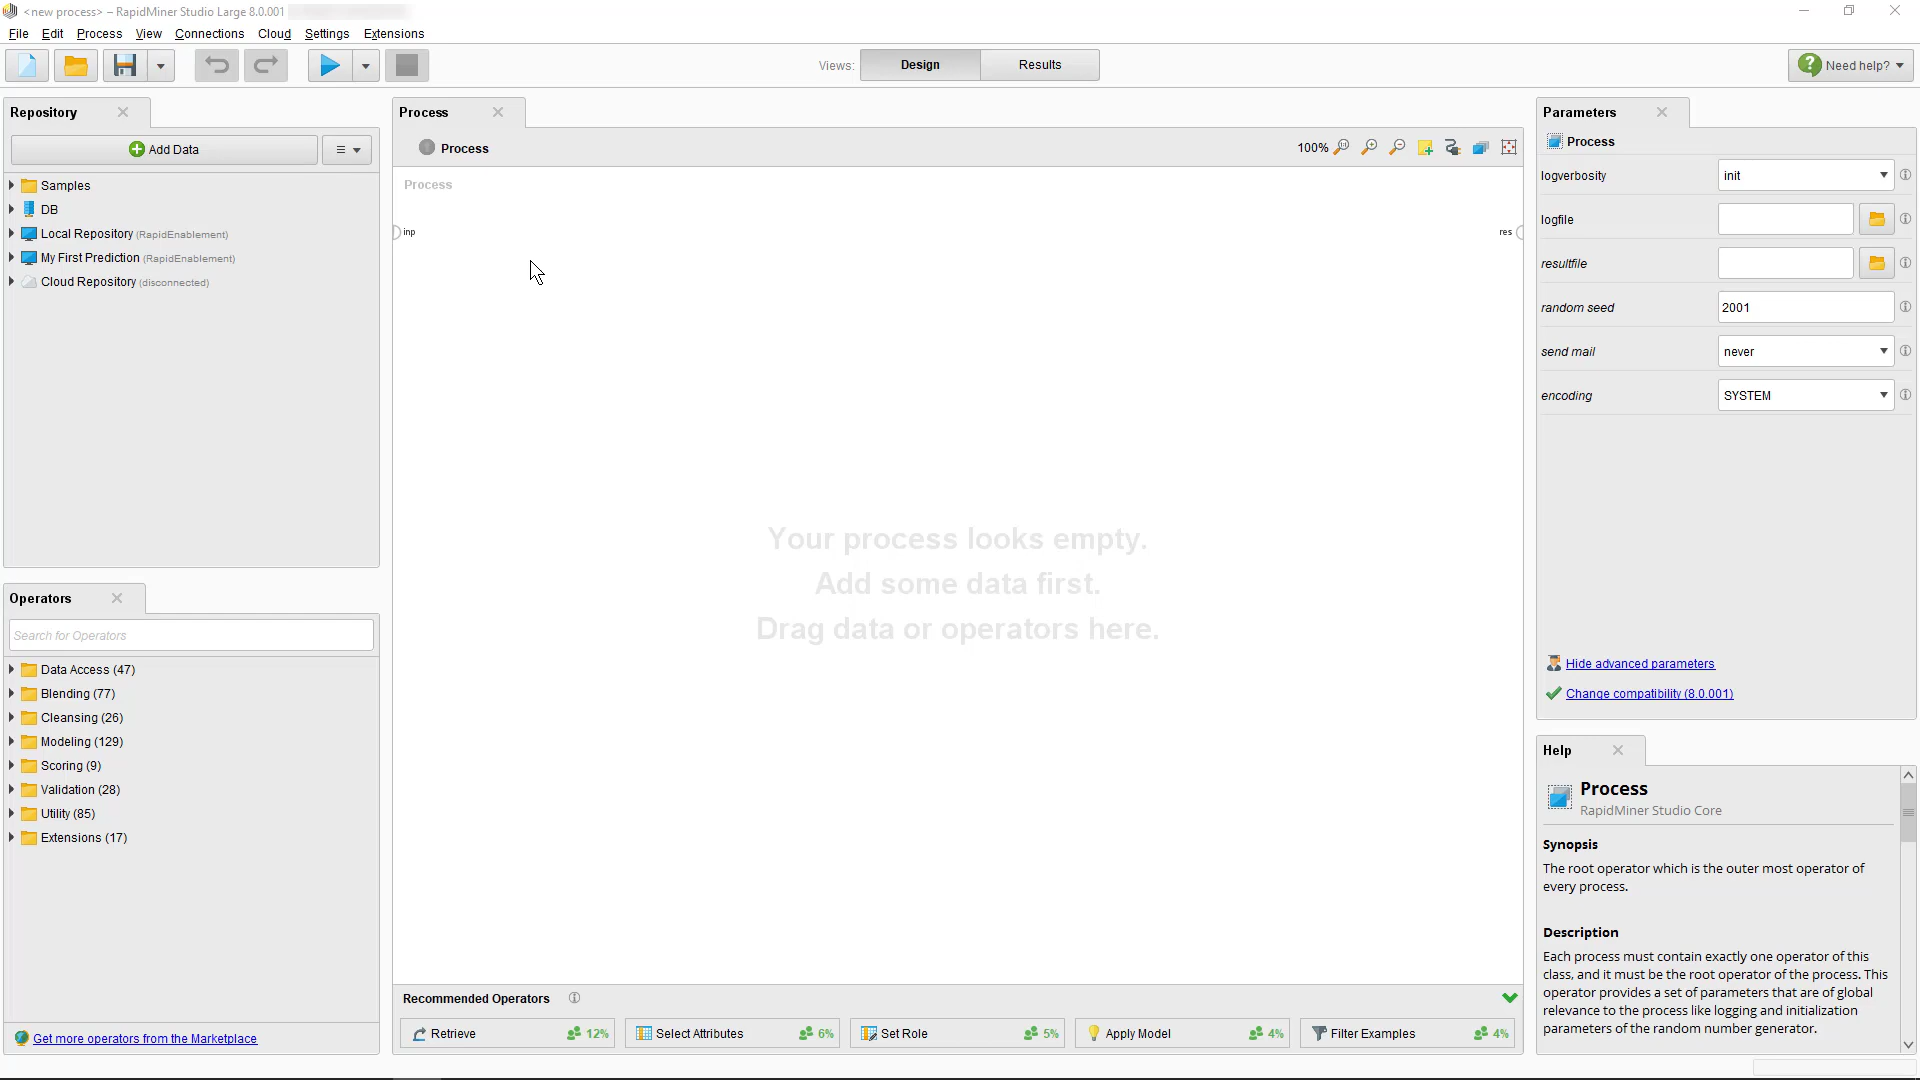 <new process> – RapidMiner Studio Large 8.0.001
File Edit Process View Connections Cloud Settings Extensions
Views: Design Results
Need help?
Repository
Add Data
Samples
DB
Local Repository (RapidEnablement)
My First Prediction (RapidEnablement)
Cloud Repository (disconnected)
Operators
Search for Operators
Data Access (47)
Blending (77)
Cleansing (26)
Modeling (129)
Scoring (9)
Validation (28)
Utility (85)
Extensions (17)
Get more operators from the Marketplace
Process
Process
100%
Process
inp
res
Your process looks empty.
Add some data first.
Drag data or operators here.
Recommended Operators
Retrieve 12%
Select Attributes 6%
Set Role 5%
Apply Model 4%
Filter Examples 4%
Parameters
Process
logverbosity init
logfile
resultfile
random seed 2001
send mail never
encoding SYSTEM
Hide advanced parameters
Change compatibility (8.0.001)
Help
Process
RapidMiner Studio Core
Synopsis
The root operator which is the outer most operator of
every process.
Description
Each process must contain exactly one operator of this
class, and it must be the root operator of the process. This
operator provides a set of parameters that are of global
relevance to the process like logging and initialization
parameters of the random number generator.